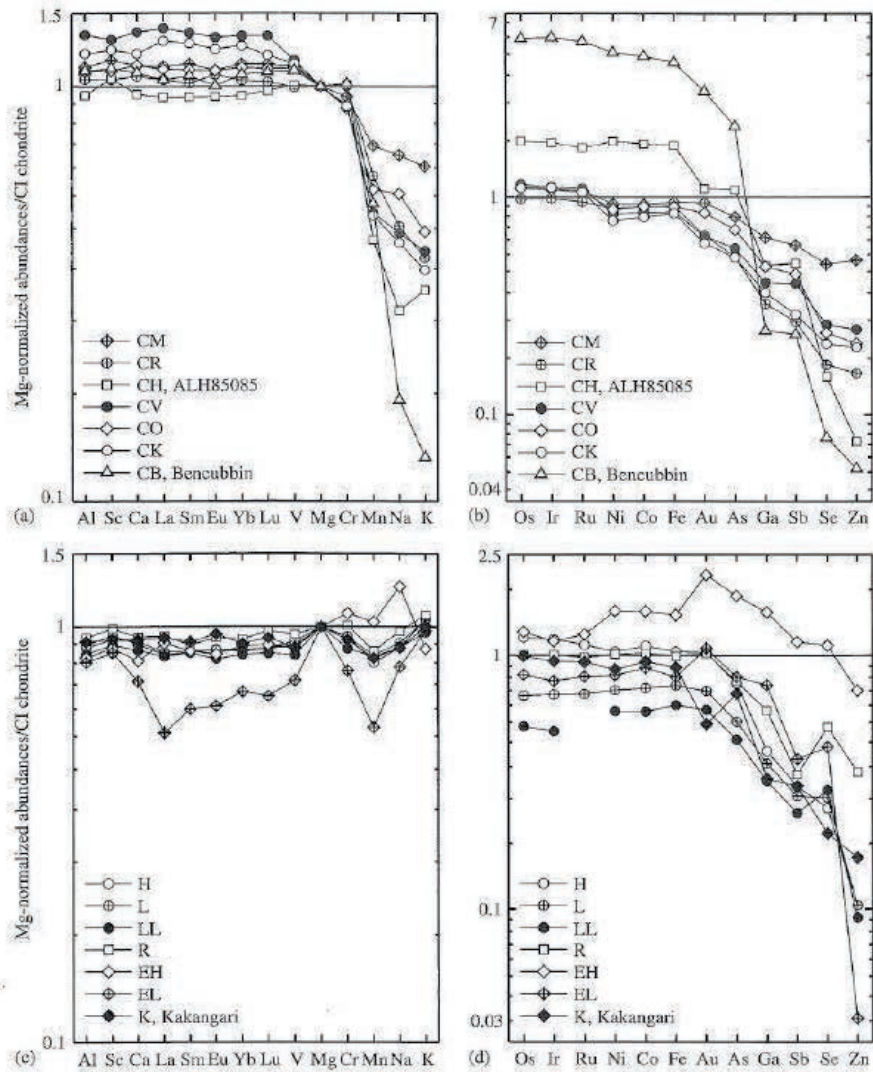 Mg-normalized abundances/CI chondrite
1.5
1
0.1
CM
CR
CH, ALH85085
CV
CO
CK
CB, Bencubbin
(a)
Al Sc Ca La Sm Eu Yb Lu V Mg Cr Mn Na K
7
1
0.1
0.04
CM
CR
CH, ALH85085
CV
CO
CK
CB, Bencubbin
(b)
Os Ir Ru Ni Co Fe Au As Ga Sb Se Zn
Mg-normalized abundances/CI chondrite
1.5
1
0.1
H
L
LL
R
EH
EL
K, Kakangari
(c)
Al Sc Ca La Sm Eu Yb Lu V Mg Cr Mn Na K
2.5
1
0.1
0.03
H
L
LL
R
EH
EL
K, Kakangari
(d)
Os Ir Ru Ni Co Fe Au As Ga Sb Se Zn